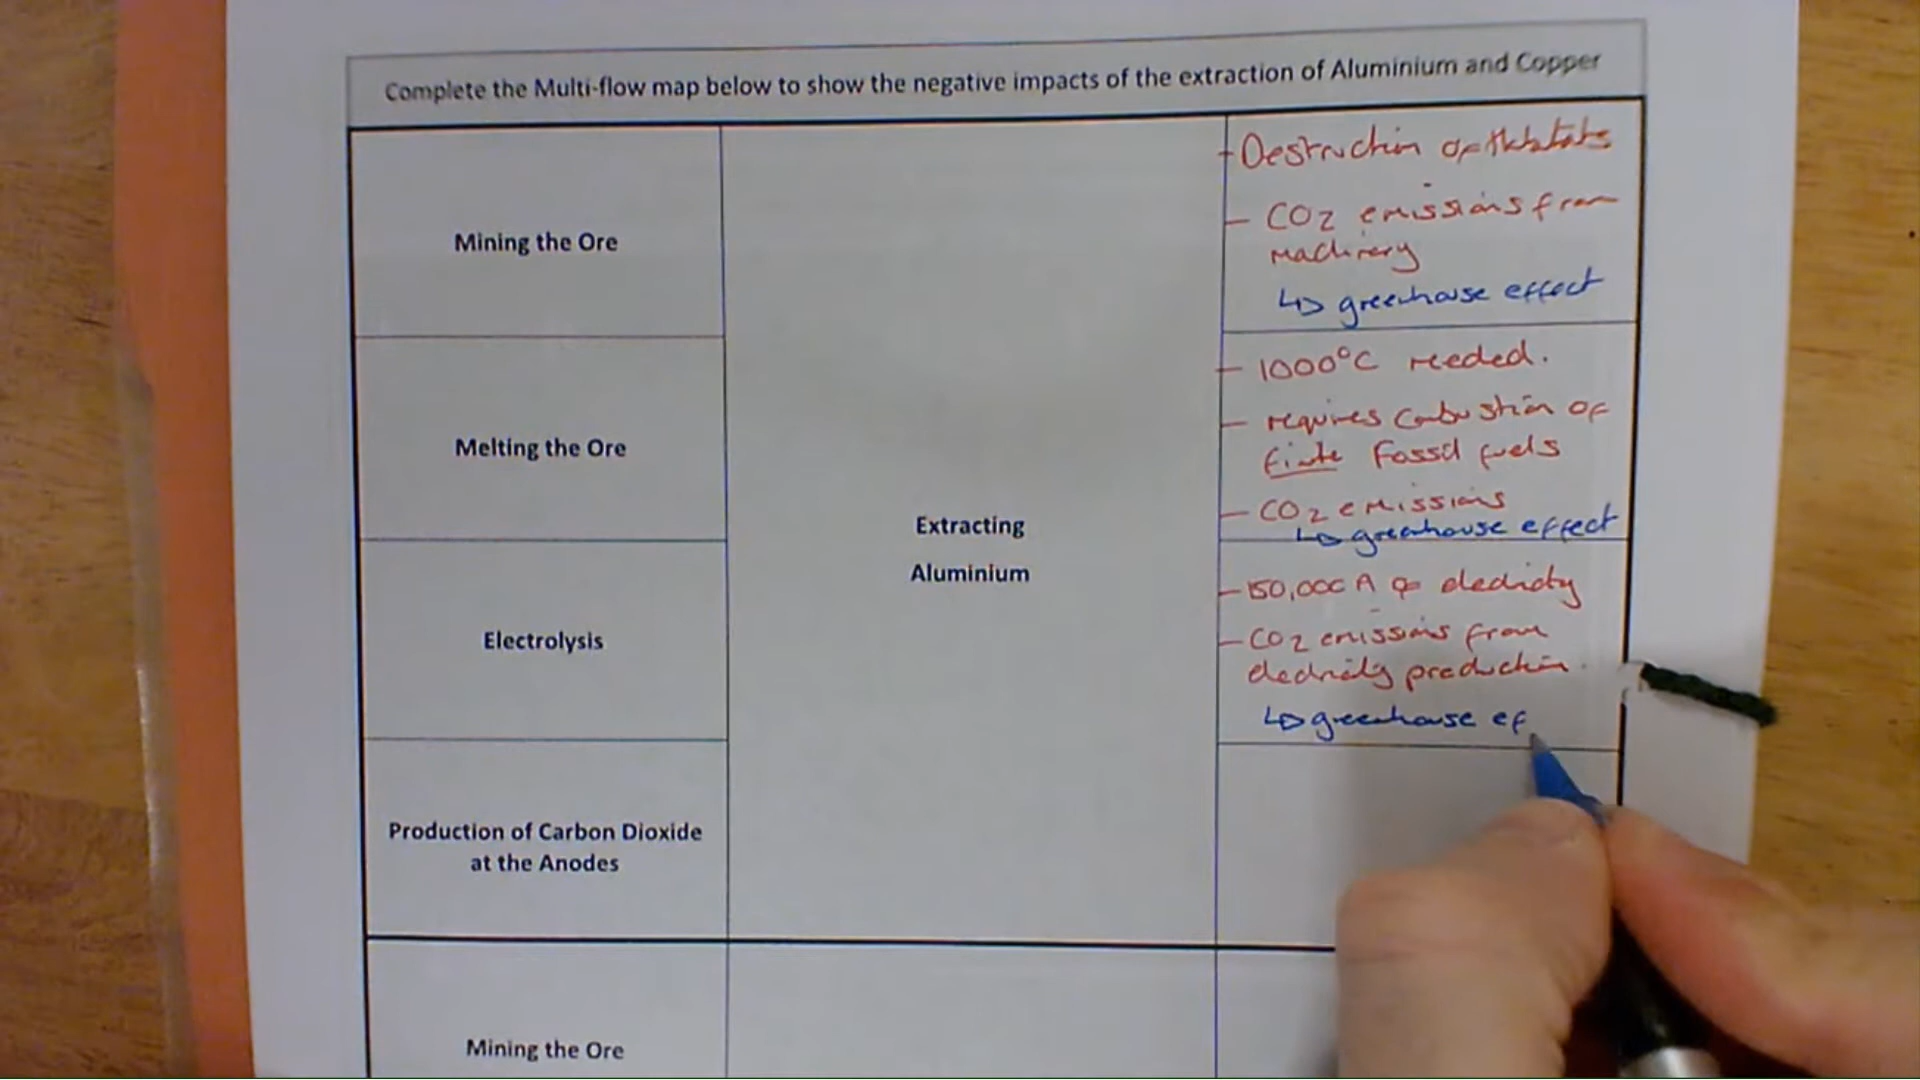 Complete the Multi-flow map below to show the negative impacts of the extraction of Aluminium and Copper
Mining the Ore
- Destruction of Habitats
- CO2 emissions from
machinery
↳ greenhouse effect
Melting the Ore
- 1000°C needed.
- requires combustion of
finite fossil fuels
- CO2 emissions
↳ greenhouse effect
Extracting
Aluminium
Electrolysis
- 150,000 A of electricity
- CO2 emissions from
electricity production.
↳ greenhouse ef
Production of Carbon Dioxide
at the Anodes
Mining the Ore